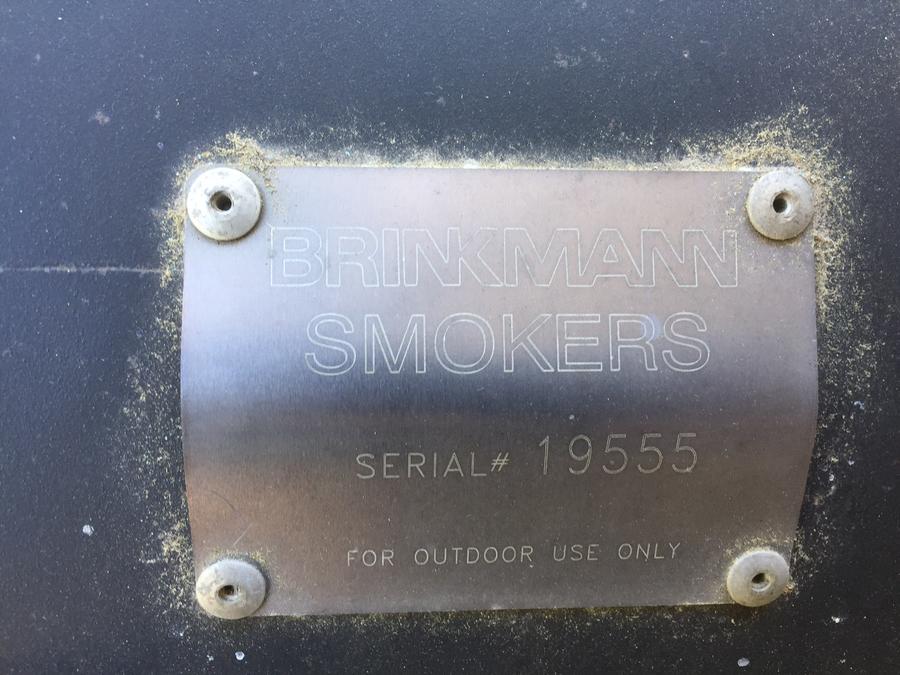 BRINKMANN
SMOKERS
SERIAL# 19555
FOR OUTDOOR USE ONLY